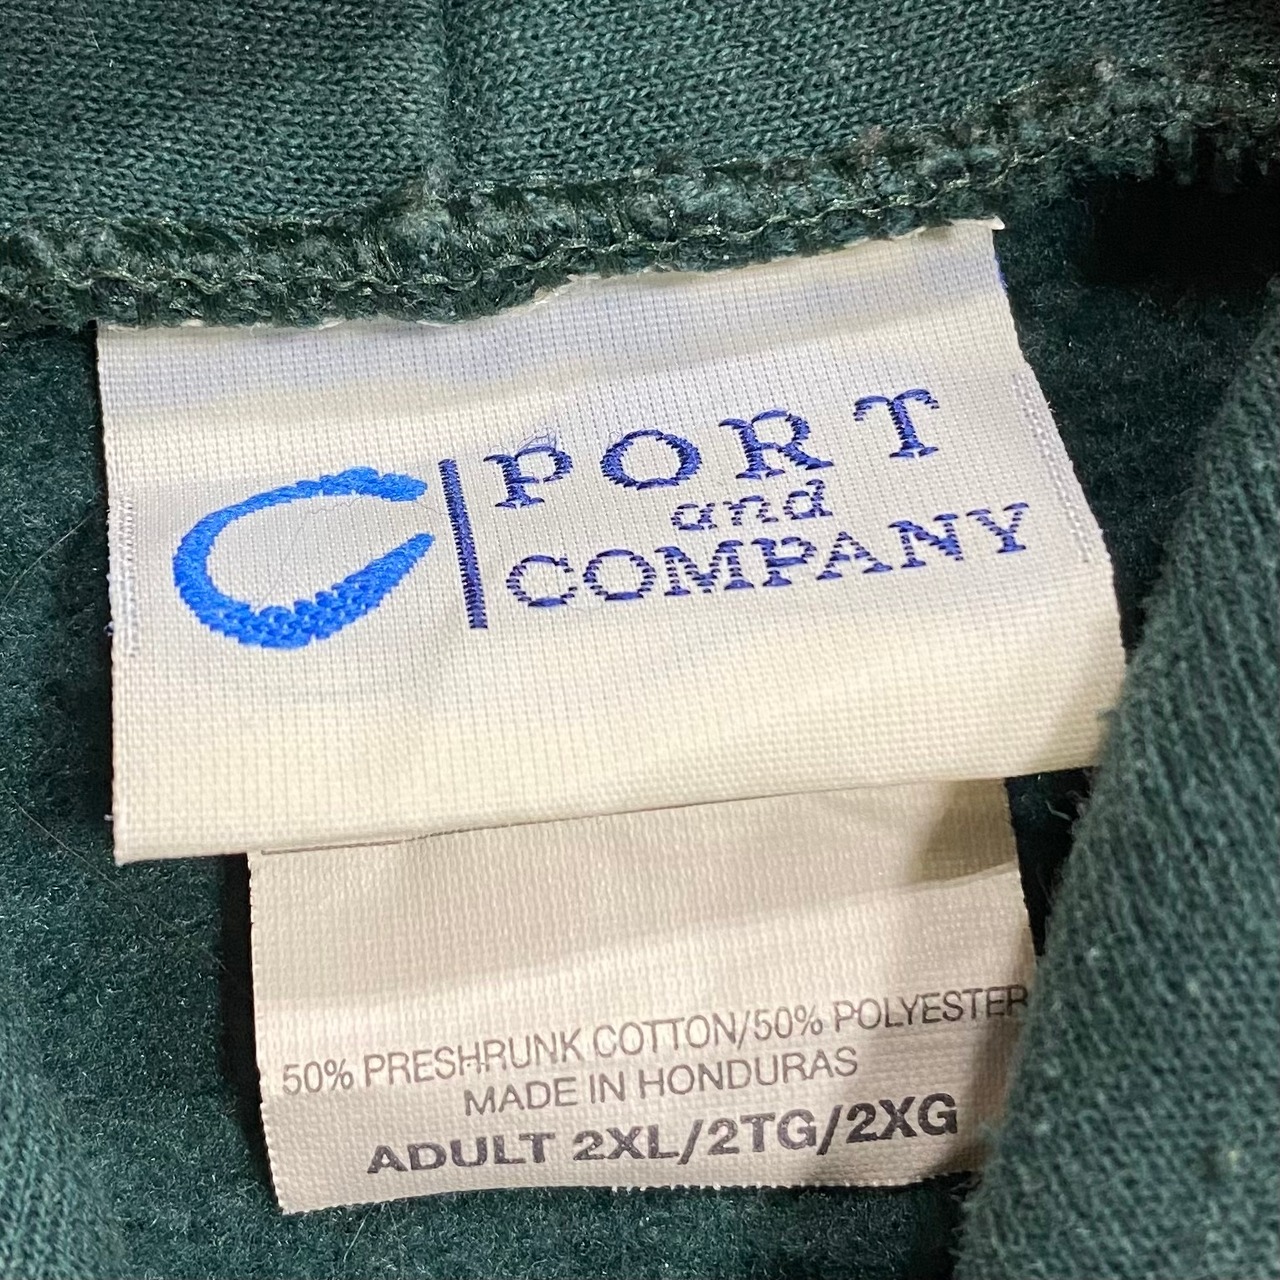 PORT
and
COMPANY
50% PRESHRUNK COTTON/50% POLYESTER
MADE IN HONDURAS
ADULT 2XL/2TG/2XG